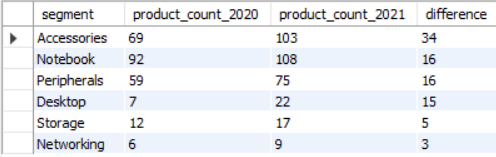 segment product_count_2020 product_count_2021 difference
Accessories 69 103 34
Notebook 92 108 16
Peripherals 59 75 16
Desktop 7 22 15
Storage 12 17 5
Networking 6 9 3